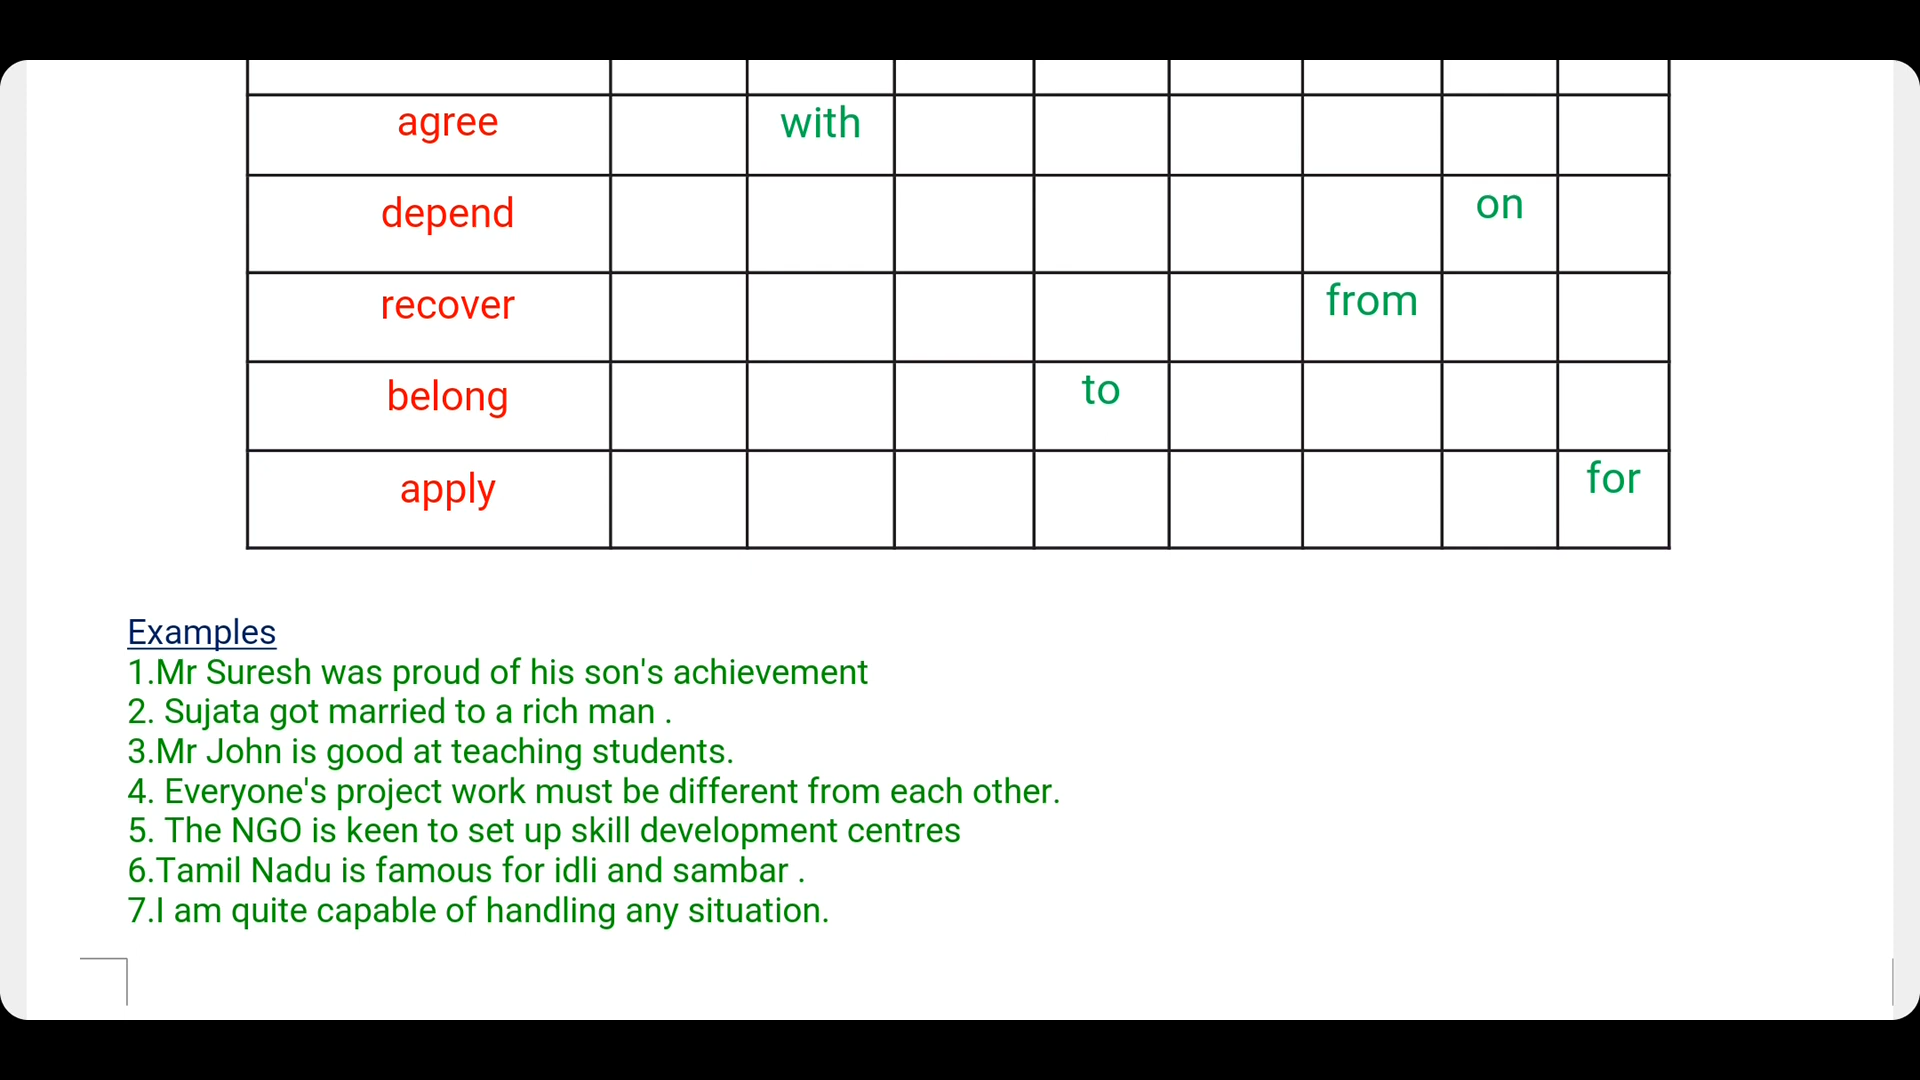 agree with
depend on
recover from
belong to
apply for
Examples
1.Mr Suresh was proud of his son's achievement
2. Sujata got married to a rich man .
3.Mr John is good at teaching students.
4. Everyone's project work must be different from each other.
5. The NGO is keen to set up skill development centres
6.Tamil Nadu is famous for idli and sambar .
7.I am quite capable of handling any situation.